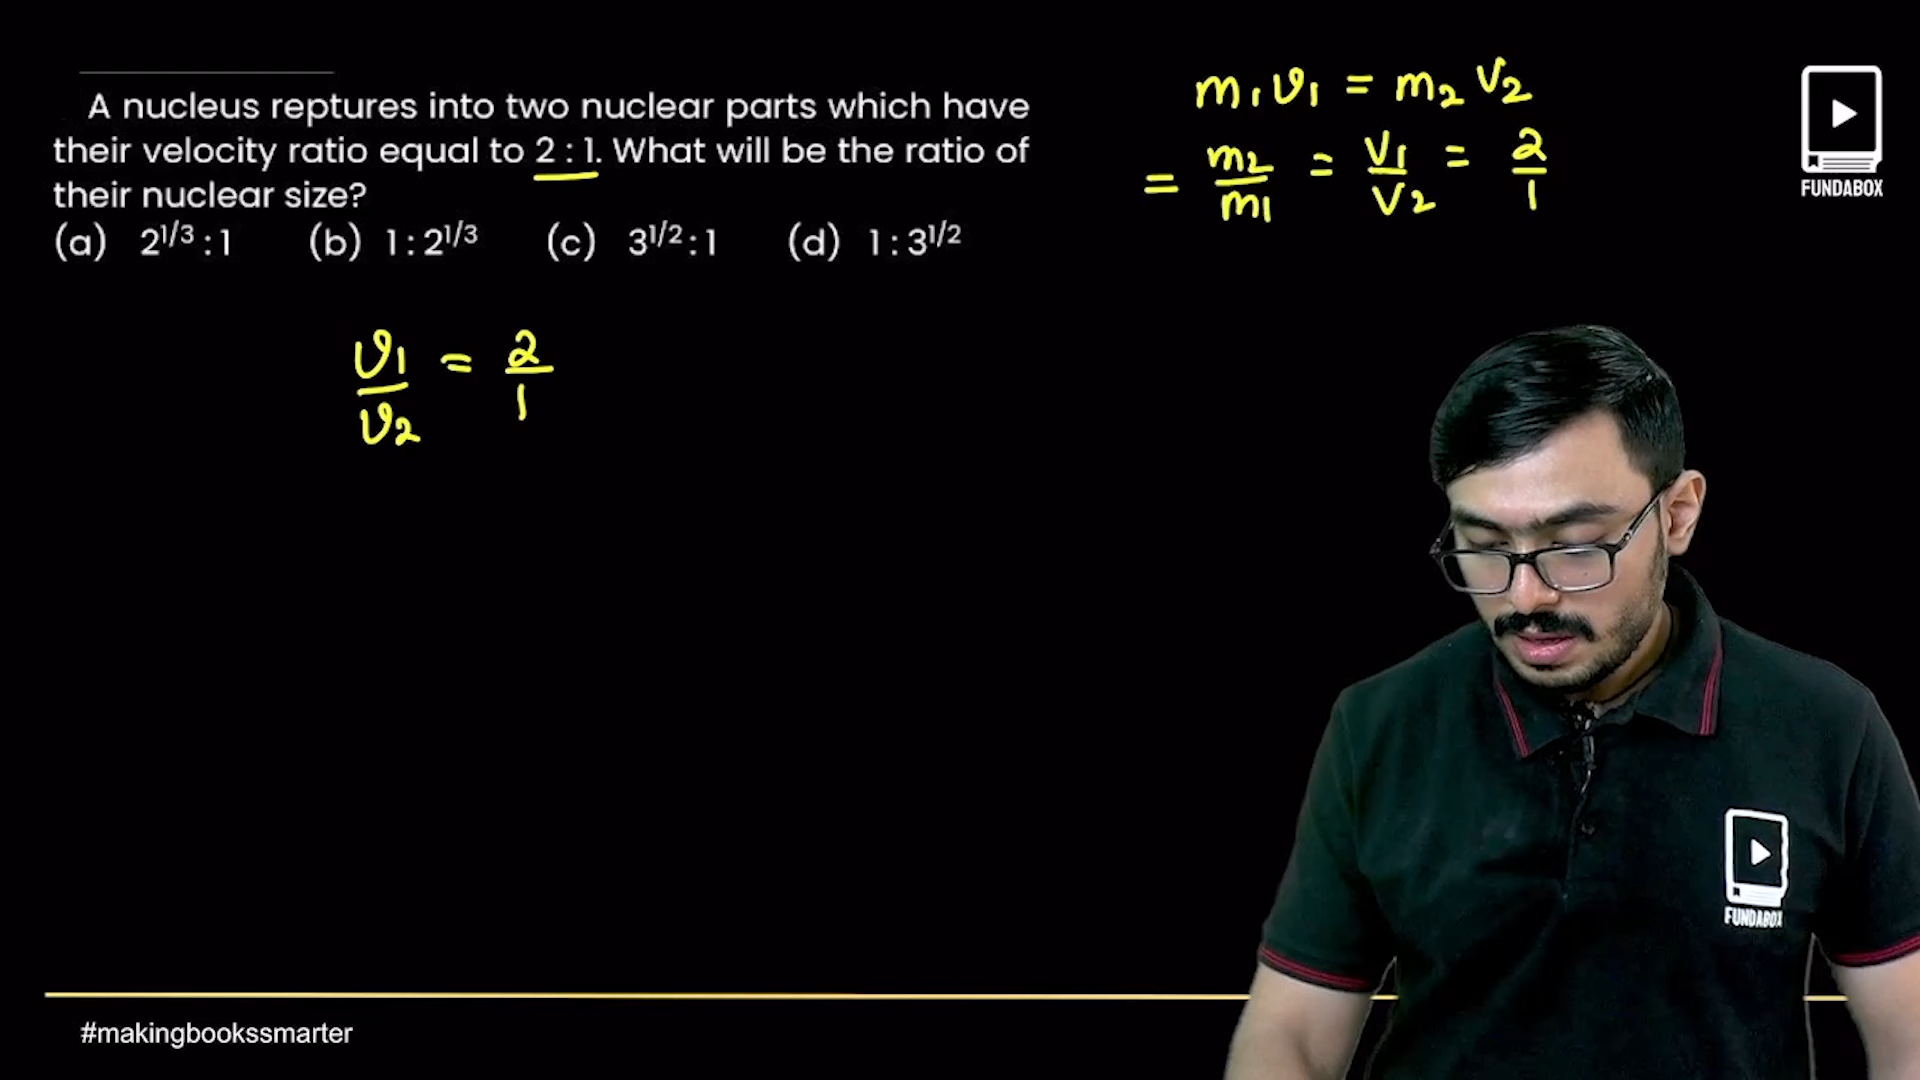 A nucleus reptures into two nuclear parts which have
their velocity ratio equal to 2 : 1. What will be the ratio of
their nuclear size?
(a) 2^1/3 : 1 (b) 1 : 2^1/3 (c) 3^1/2 : 1 (d) 1 : 3^1/2
m₁v₁ = m₂v₂
= m₂/m₁ = v₁/v₂ = 2/1
v₁/v₂ = 2/1
FUNDABOX
FUNDABOX
#makingbookssmarter